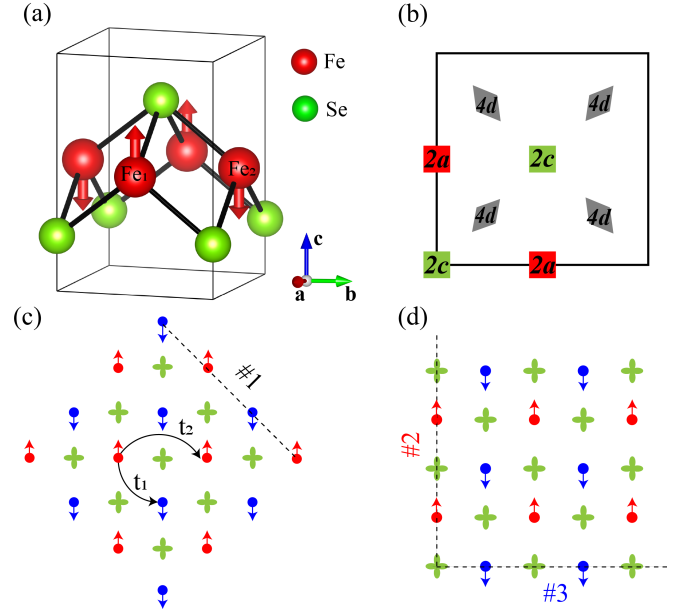 (a)
Fe
Se
Fe₁
Fe₂
c
a
b
(b)
4d
4d
2a
2c
4d
4d
2c
2a
(c)
#1
t₂
t₁
(d)
#2
#3